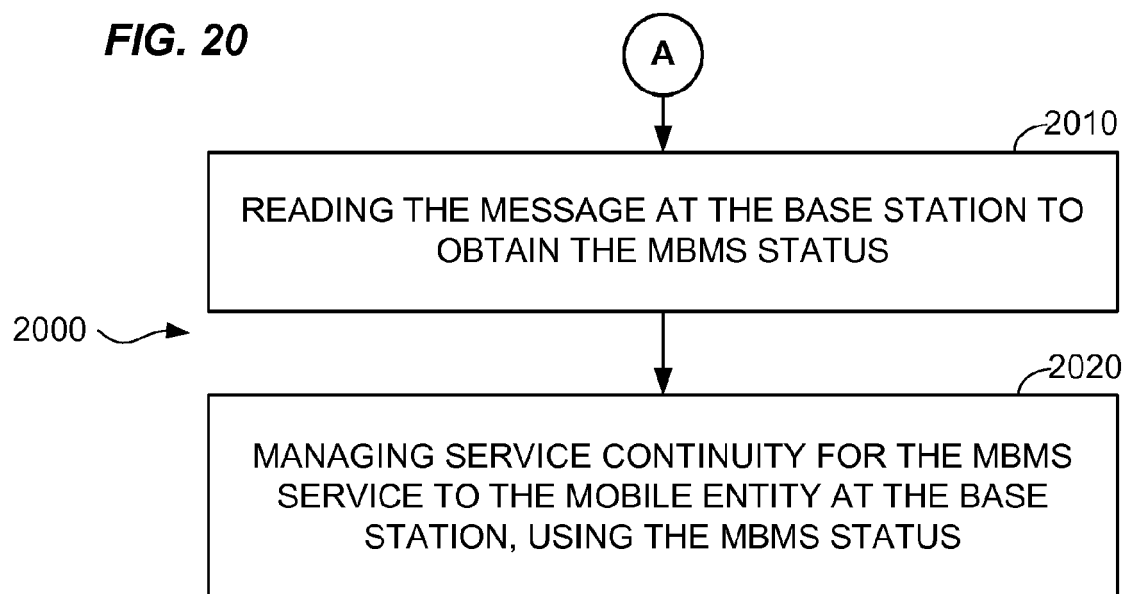 FIG. 20
A
2010
READING THE MESSAGE AT THE BASE STATION TO
OBTAIN THE MBMS STATUS
2000
2020
MANAGING SERVICE CONTINUITY FOR THE MBMS
SERVICE TO THE MOBILE ENTITY AT THE BASE
STATION, USING THE MBMS STATUS